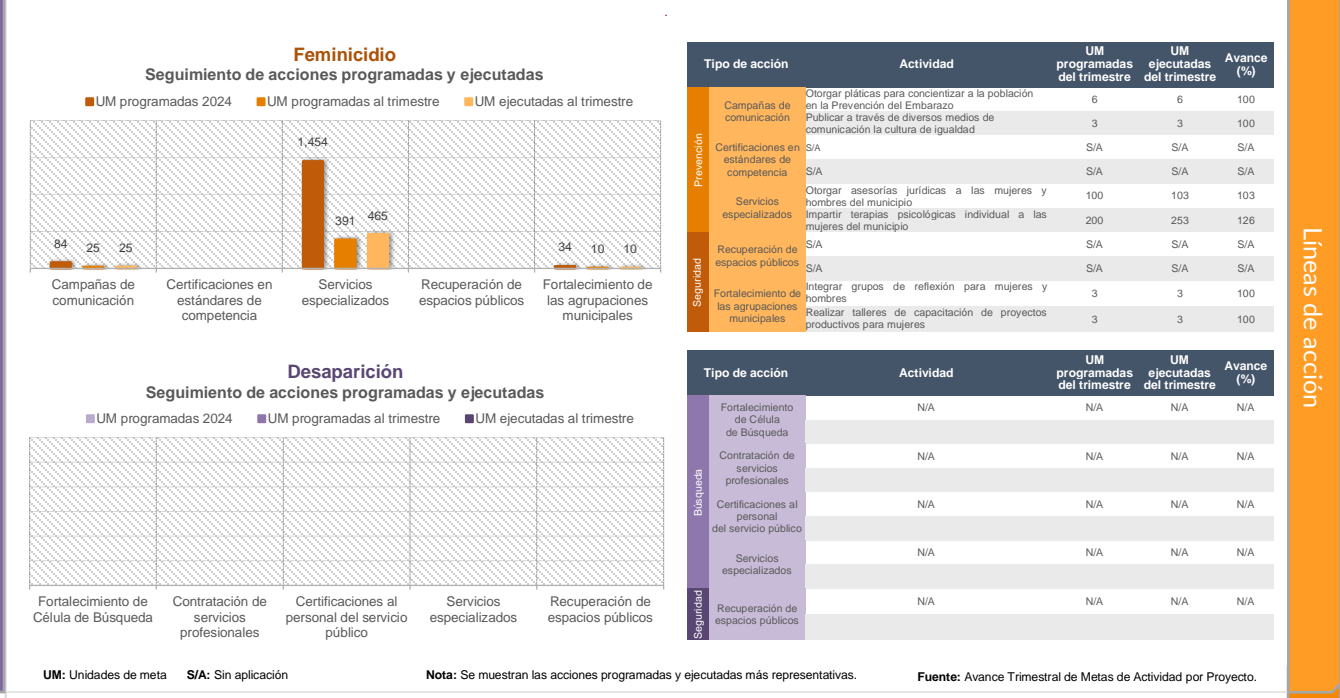 Feminicidio
Seguimiento de acciones programadas y ejecutadas
UM programadas 2024 UM programadas al trimestre UM ejecutadas al trimestre
84 25 25
1,454 391 465
34 10 10
Campañas de
comunicación
Certificaciones en
estándares de
competencia
Servicios
especializados
Recuperación de
espacios públicos
Fortalecimiento de
las agrupaciones
municipales
Tipo de acción Actividad UM programadas del trimestre UM ejecutadas del trimestre Avance (%)
Prevención
Campañas de
comunicación
Otorgar pláticas para concientizar a la población
en la Prevención del Embarazo
6 6 100
Publicar a través de diversos medios de
comunicación la cultura de igualdad
3 3 100
Certificaciones en
estándares de
competencia
S/A S/A S/A S/A
S/A S/A S/A S/A
Servicios
especializados
Otorgar asesorías jurídicas a las mujeres y
hombres del municipio
100 103 103
Impartir terapias psicológicas individual a las
mujeres del municipio
200 253 126
Seguridad
Recuperación de
espacios públicos
S/A S/A S/A S/A
S/A S/A S/A S/A
Fortalecimiento de
las agrupaciones
municipales
Integrar grupos de reflexión para mujeres y
hombres
3 3 100
Realizar talleres de capacitación de proyectos
productivos para mujeres
3 3 100
Líneas de acción
Desaparición
Seguimiento de acciones programadas y ejecutadas
UM programadas 2024 UM programadas al trimestre UM ejecutadas al trimestre
Fortalecimiento de
Célula de Búsqueda
Contratación de
servicios
profesionales
Certificaciones al
personal del servicio
público
Servicios
especializados
Recuperación de
espacios públicos
Tipo de acción Actividad UM programadas del trimestre UM ejecutadas del trimestre Avance (%)
Búsqueda
Fortalecimiento
de Célula
de Búsqueda
N/A N/A N/A N/A
Contratación de
servicios
profesionales
N/A N/A N/A N/A
Certificaciones al
personal
del servicio público
N/A N/A N/A N/A
Servicios
especializados
N/A N/A N/A N/A
Seguridad
Recuperación de
espacios públicos
N/A N/A N/A N/A
UM: Unidades de meta S/A: Sin aplicación
Nota: Se muestran las acciones programadas y ejecutadas más representativas.
Fuente: Avance Trimestral de Metas de Actividad por Proyecto.